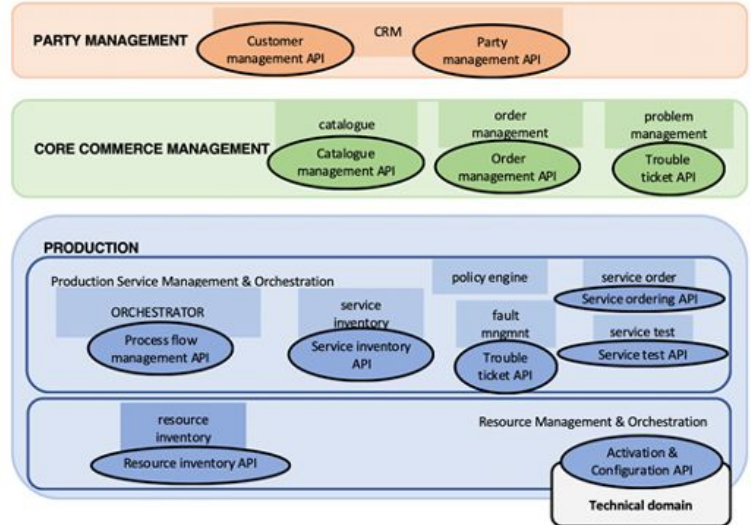 PARTY MANAGEMENT
CRM
Customer
management API
Party
management API
CORE COMMERCE MANAGEMENT
catalogue
Catalogue
management API
order
management
Order
management API
problem
management
Trouble
ticket API
PRODUCTION
Production Service Management & Orchestration
ORCHESTRATOR
Process flow
management API
service
inventory
Service inventory
API
policy engine
fault
mngmnt
Trouble
ticket API
service order
Service ordering API
service test
Service test API
resource
inventory
Resource inventory API
Resource Management & Orchestration
Activation &
Configuration API
Technical domain